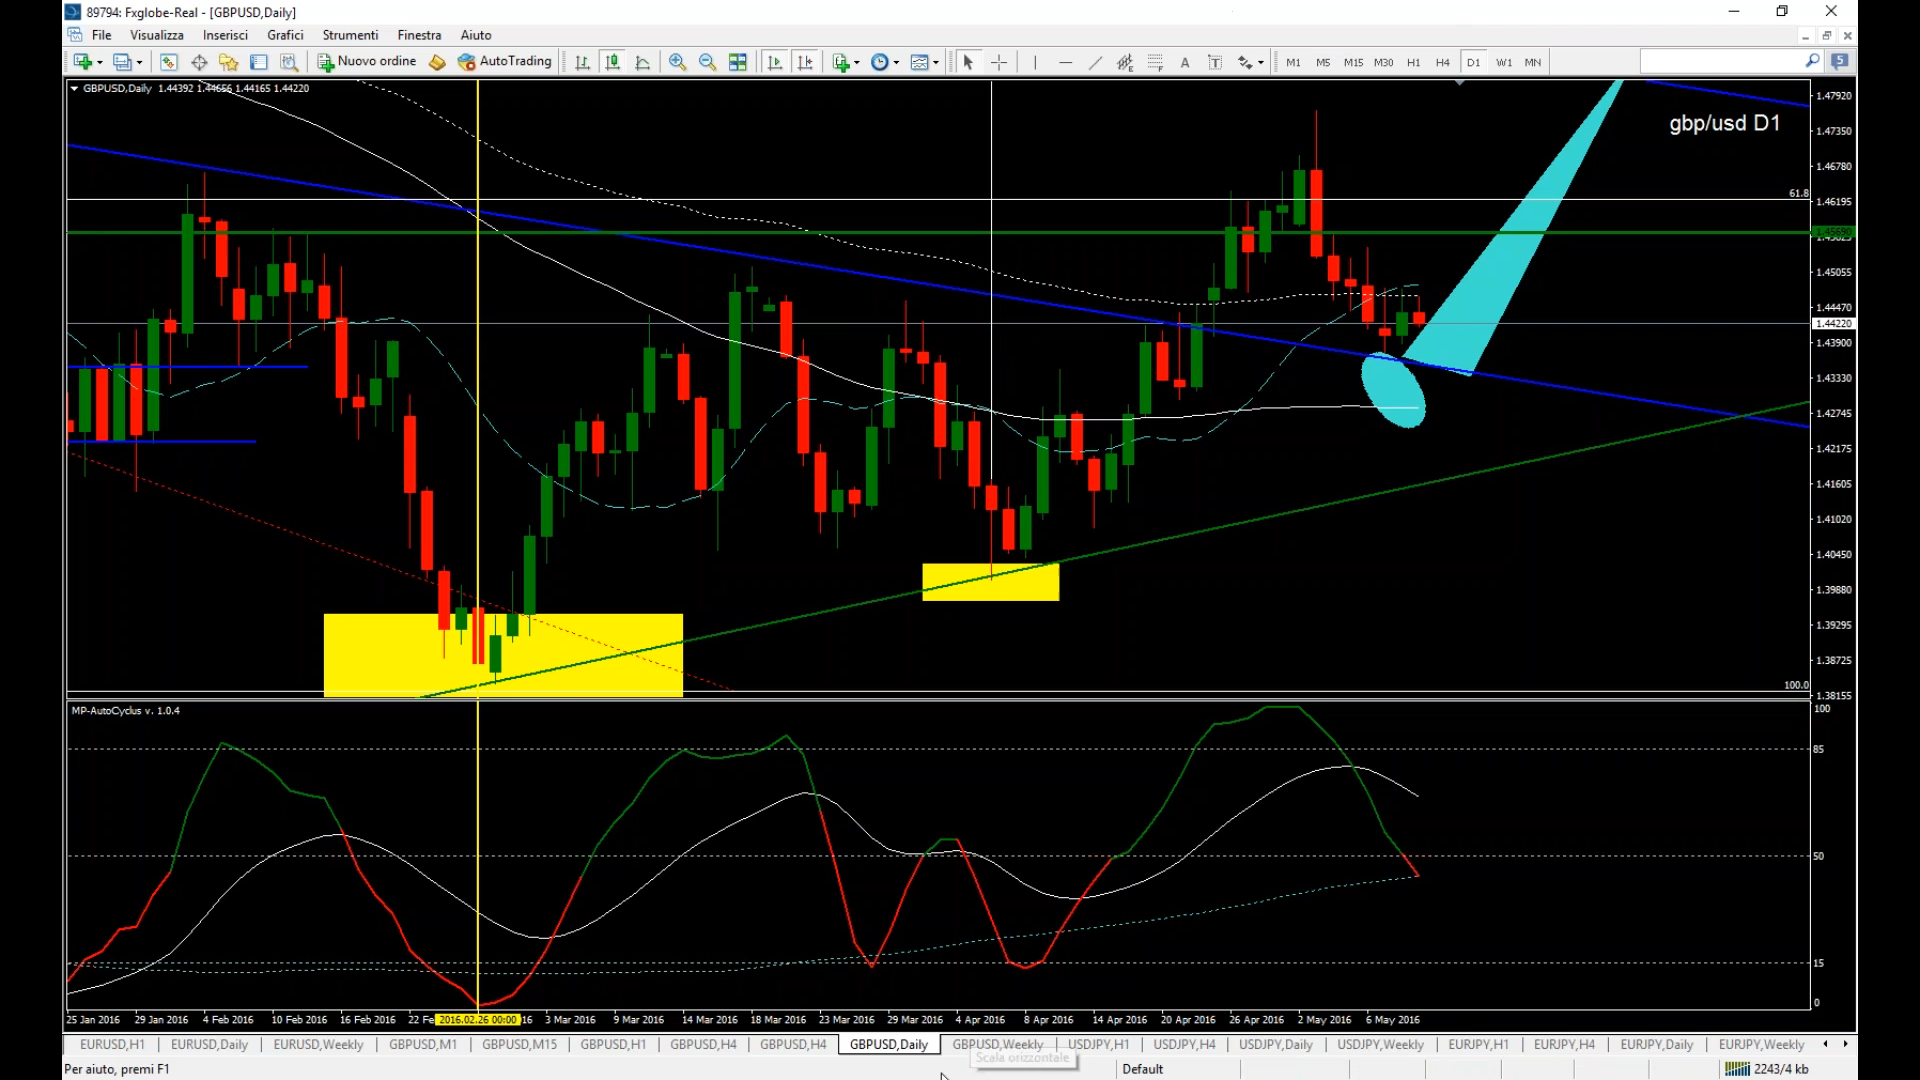 89794: Fxglobe-Real - [GBPUSD,Daily]
File Visualizza Inserisci Grafici Strumenti Finestra Aiuto
Nuovo ordine AutoTrading M1 M5 M15 M30 H1 H4 D1 W1 MN 5
GBPUSD,Daily 1.44392 1.44656 1.44165 1.44220
gbp/usd D1
1.47920
1.47350
1.46780
61.8
1.46195
1.45055
1.44470
1.44220
1.43900
1.43330
1.42745
1.42175
1.41605
1.41020
1.40450
1.39880
1.39295
1.38725
100.0
1.38155
MP-AutoCyclus v. 1.0.4
100
85
50
15
0
25 Jan 2016 29 Jan 2016 4 Feb 2016 10 Feb 2016 16 Feb 2016 22 Fe 2016.02.26 00:00 16 3 Mar 2016 9 Mar 2016 14 Mar 2016 18 Mar 2016 23 Mar 2016 29 Mar 2016 4 Apr 2016 8 Apr 2016 14 Apr 2016 20 Apr 2016 26 Apr 2016 2 May 2016 6 May 2016
EURUSD,H1 EURUSD,Daily EURUSD,Weekly GBPUSD,M1 GBPUSD,M15 GBPUSD,H1 GBPUSD,H4 GBPUSD,H4 GBPUSD,Daily GBPUSD,Weekly USDJPY,H1 USDJPY,H4 USDJPY,Daily USDJPY,Weekly EURJPY,H1 EURJPY,H4 EURJPY,Daily EURJPY,Weekly
Scala orizzontale
Per aiuto, premi F1 Default 2243/4 kb